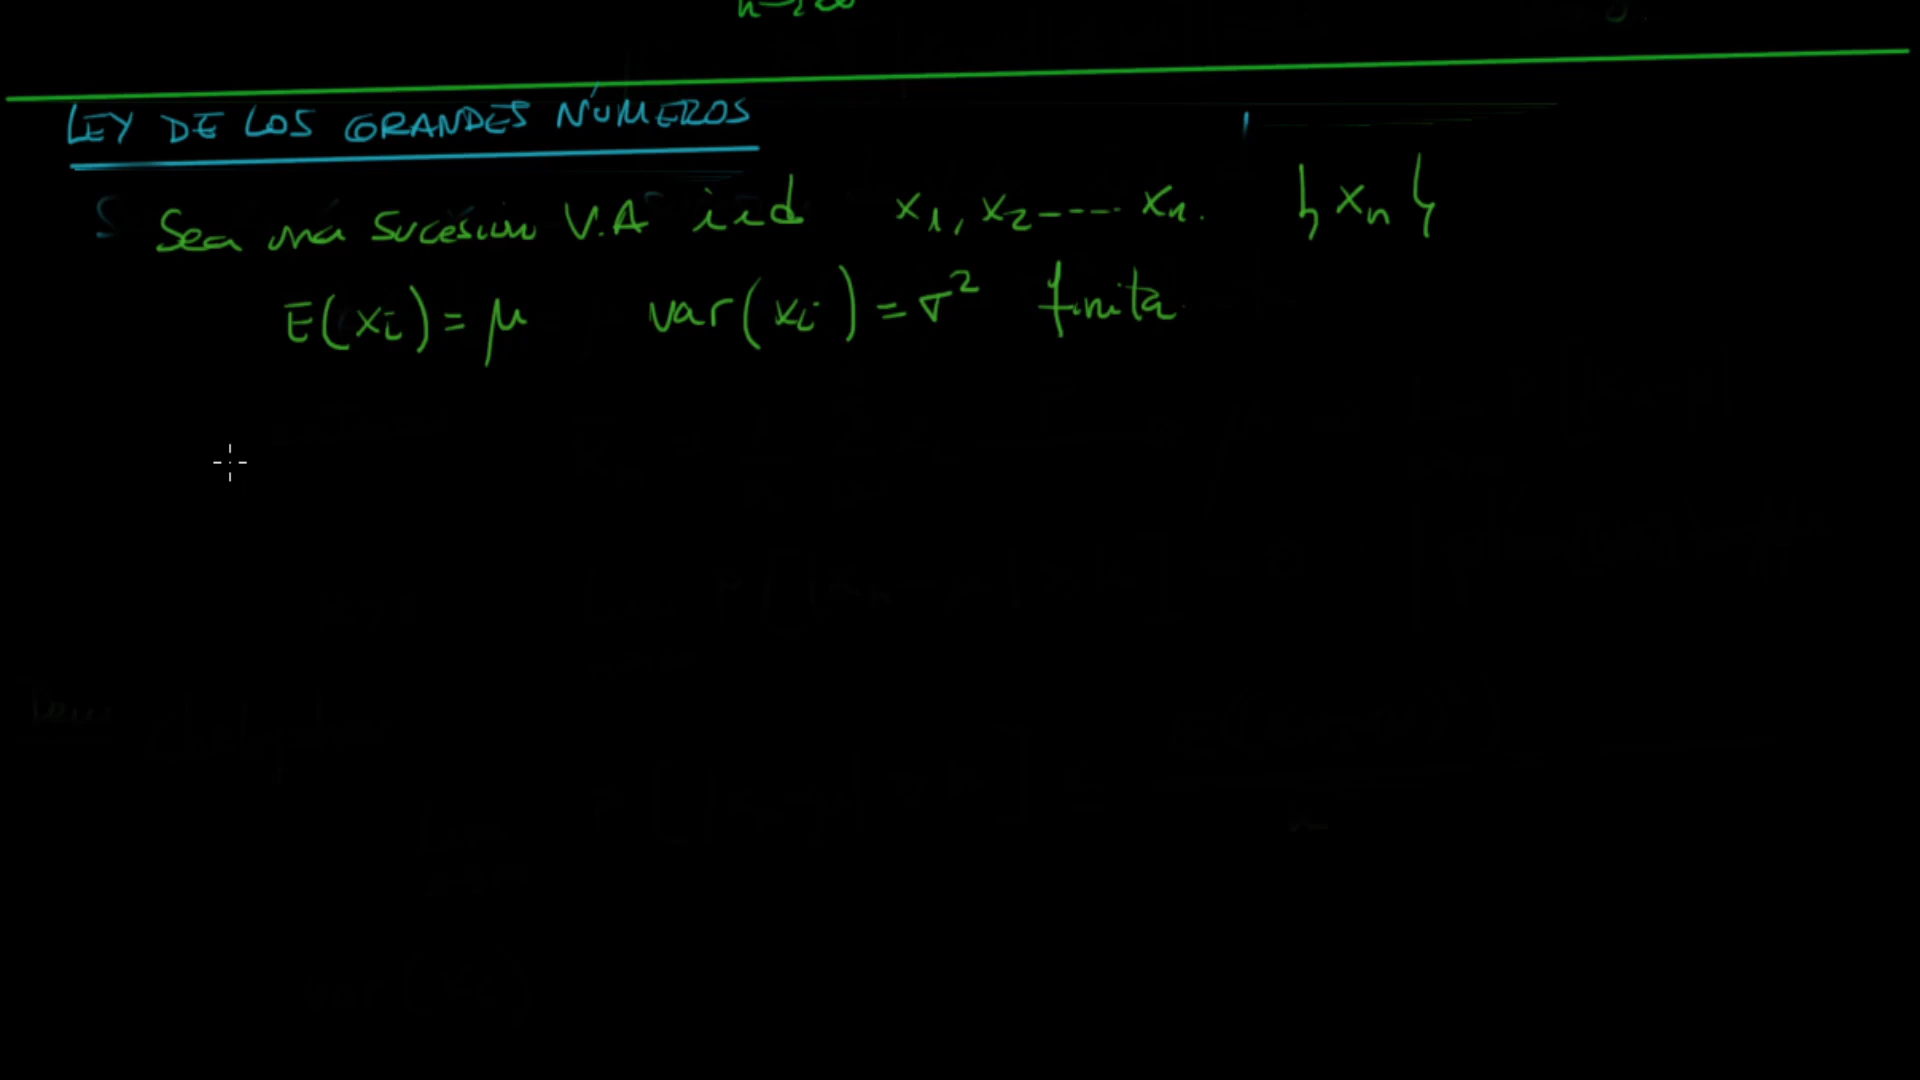 n→∞
LEY DE LOS GRANDES NÚMEROS
Sea una sucesión V.A iid x₁, x₂---- xₙ. {xₙ}
E(xᵢ) = μ var(xᵢ) = σ² finita